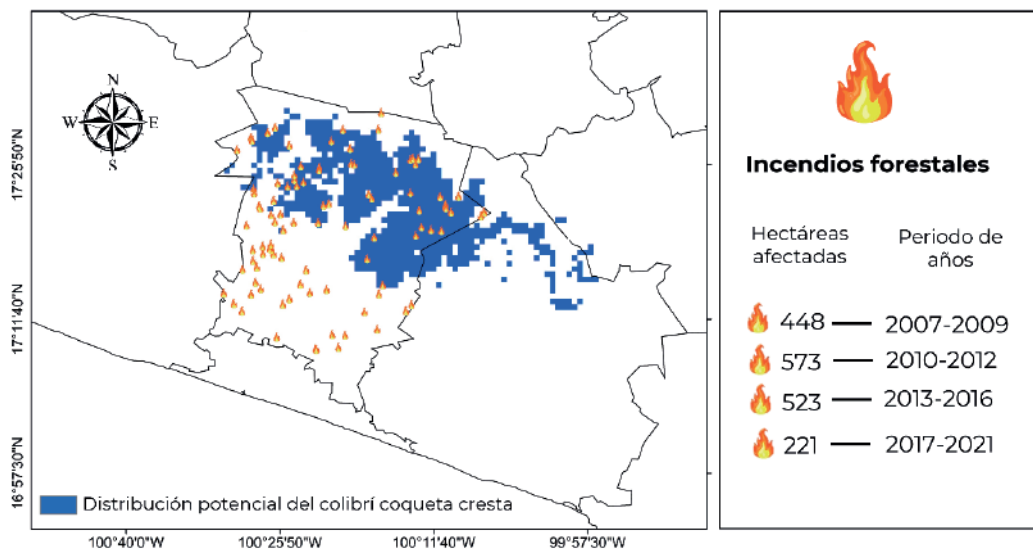 N
W E
S
17°25'50"N
17°11'40"N
16°57'30"N
Distribución potencial del colibrí coqueta cresta
100°40'0"W 100°25'50"W 100°11'40"W 99°57'30"W
Incendios forestales
Hectáreas afectadas
Periodo de años
448 2007-2009
573 2010-2012
523 2013-2016
221 2017-2021